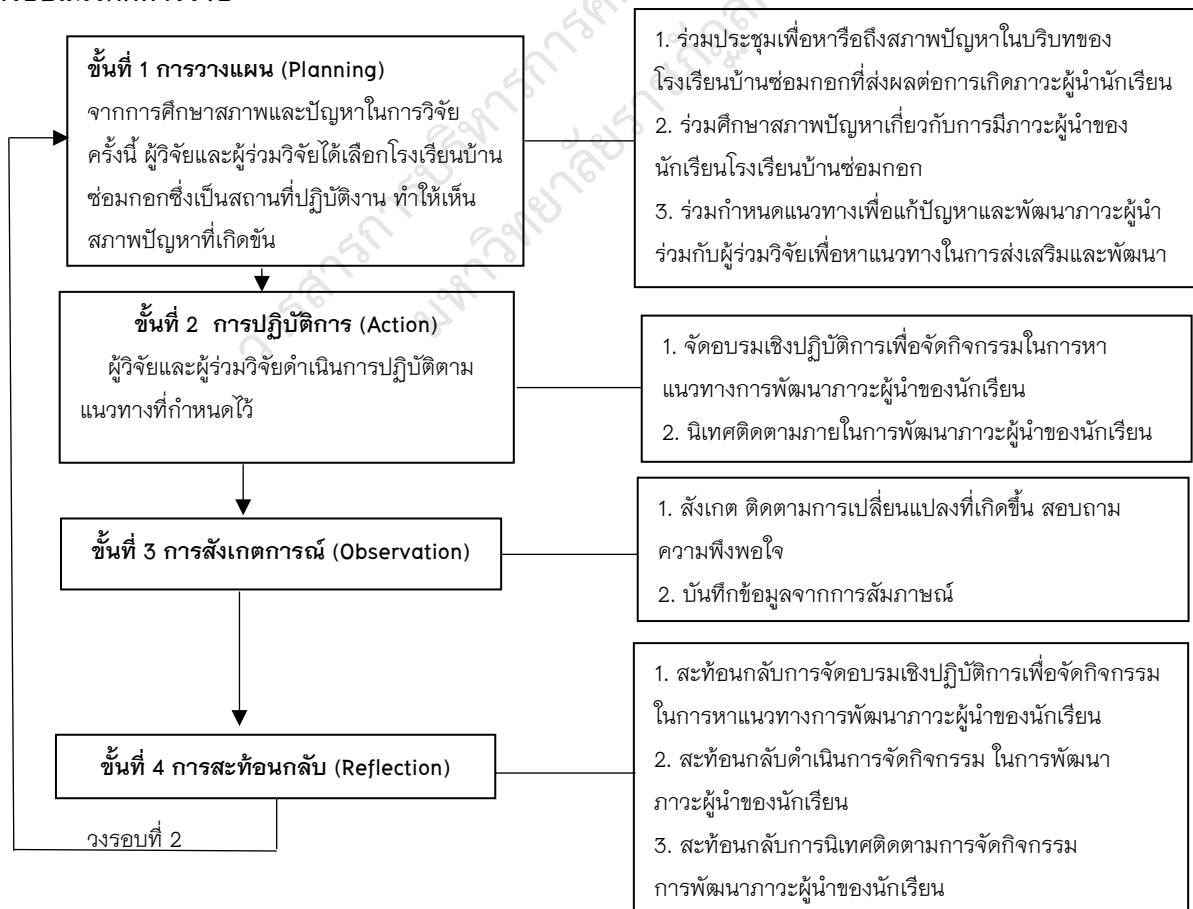 ขั้นที่ 1 การวางแผน (Planning)
จากการศึกษาสภาพและปัญหาในการวิจัย
ครั้งนี้ ผู้วิจัยและผู้ร่วมวิจัยได้เลือกโรงเรียนบ้าน
ซ่อมกอกซึ่งเป็นสถานที่ปฏิบัติงาน ทำให้เห็น
สภาพปัญหาที่เกิดขัน
1. ร่วมประชุมเพื่อหารือถึงสภาพปัญหาในบริบทของ
โรงเรียนบ้านซ่อมกอกที่ส่งผลต่อการเกิดภาวะผู้นำนักเรียน
2. ร่วมศึกษาสภาพปัญหาเกี่ยวกับการมีภาวะผู้นำของ
นักเรียนโรงเรียนบ้านซ่อมกอก
3. ร่วมกำหนดแนวทางเพื่อแก้ปัญหาและพัฒนาภาวะผู้นำ
ร่วมกับผู้ร่วมวิจัยเพื่อหาแนวทางในการส่งเสริมและพัฒนา
ขั้นที่ 2 การปฏิบัติการ (Action)
ผู้วิจัยและผู้ร่วมวิจัยดำเนินการปฏิบัติตาม
แนวทางที่กำหนดไว้
1. จัดอบรมเชิงปฏิบัติการเพื่อจัดกิจกรรมในการหา
แนวทางการพัฒนาภาวะผู้นำของนักเรียน
2. นิเทศติดตามภายในการพัฒนาภาวะผู้นำของนักเรียน
ขั้นที่ 3 การสังเกตการณ์ (Observation)
1. สังเกต ติดตามการเปลี่ยนแปลงที่เกิดขึ้น สอบถาม
ความพึงพอใจ
2. บันทึกข้อมูลจากการสัมภาษณ์
ขั้นที่ 4 การสะท้อนกลับ (Reflection)
วงรอบที่ 2
1. สะท้อนกลับการจัดอบรมเชิงปฏิบัติการเพื่อจัดกิจกรรม
ในการหาแนวทางการพัฒนาภาวะผู้นำของนักเรียน
2. สะท้อนกลับดำเนินการจัดกิจกรรม ในการพัฒนา
ภาวะผู้นำของนักเรียน
3. สะท้อนกลับการนิเทศติดตามการจัดกิจกรรม
การพัฒนาภาวะผู้นำของนักเรียน
วารสารการบริหารการ
มหาวิทยาลัยราชภัฏ